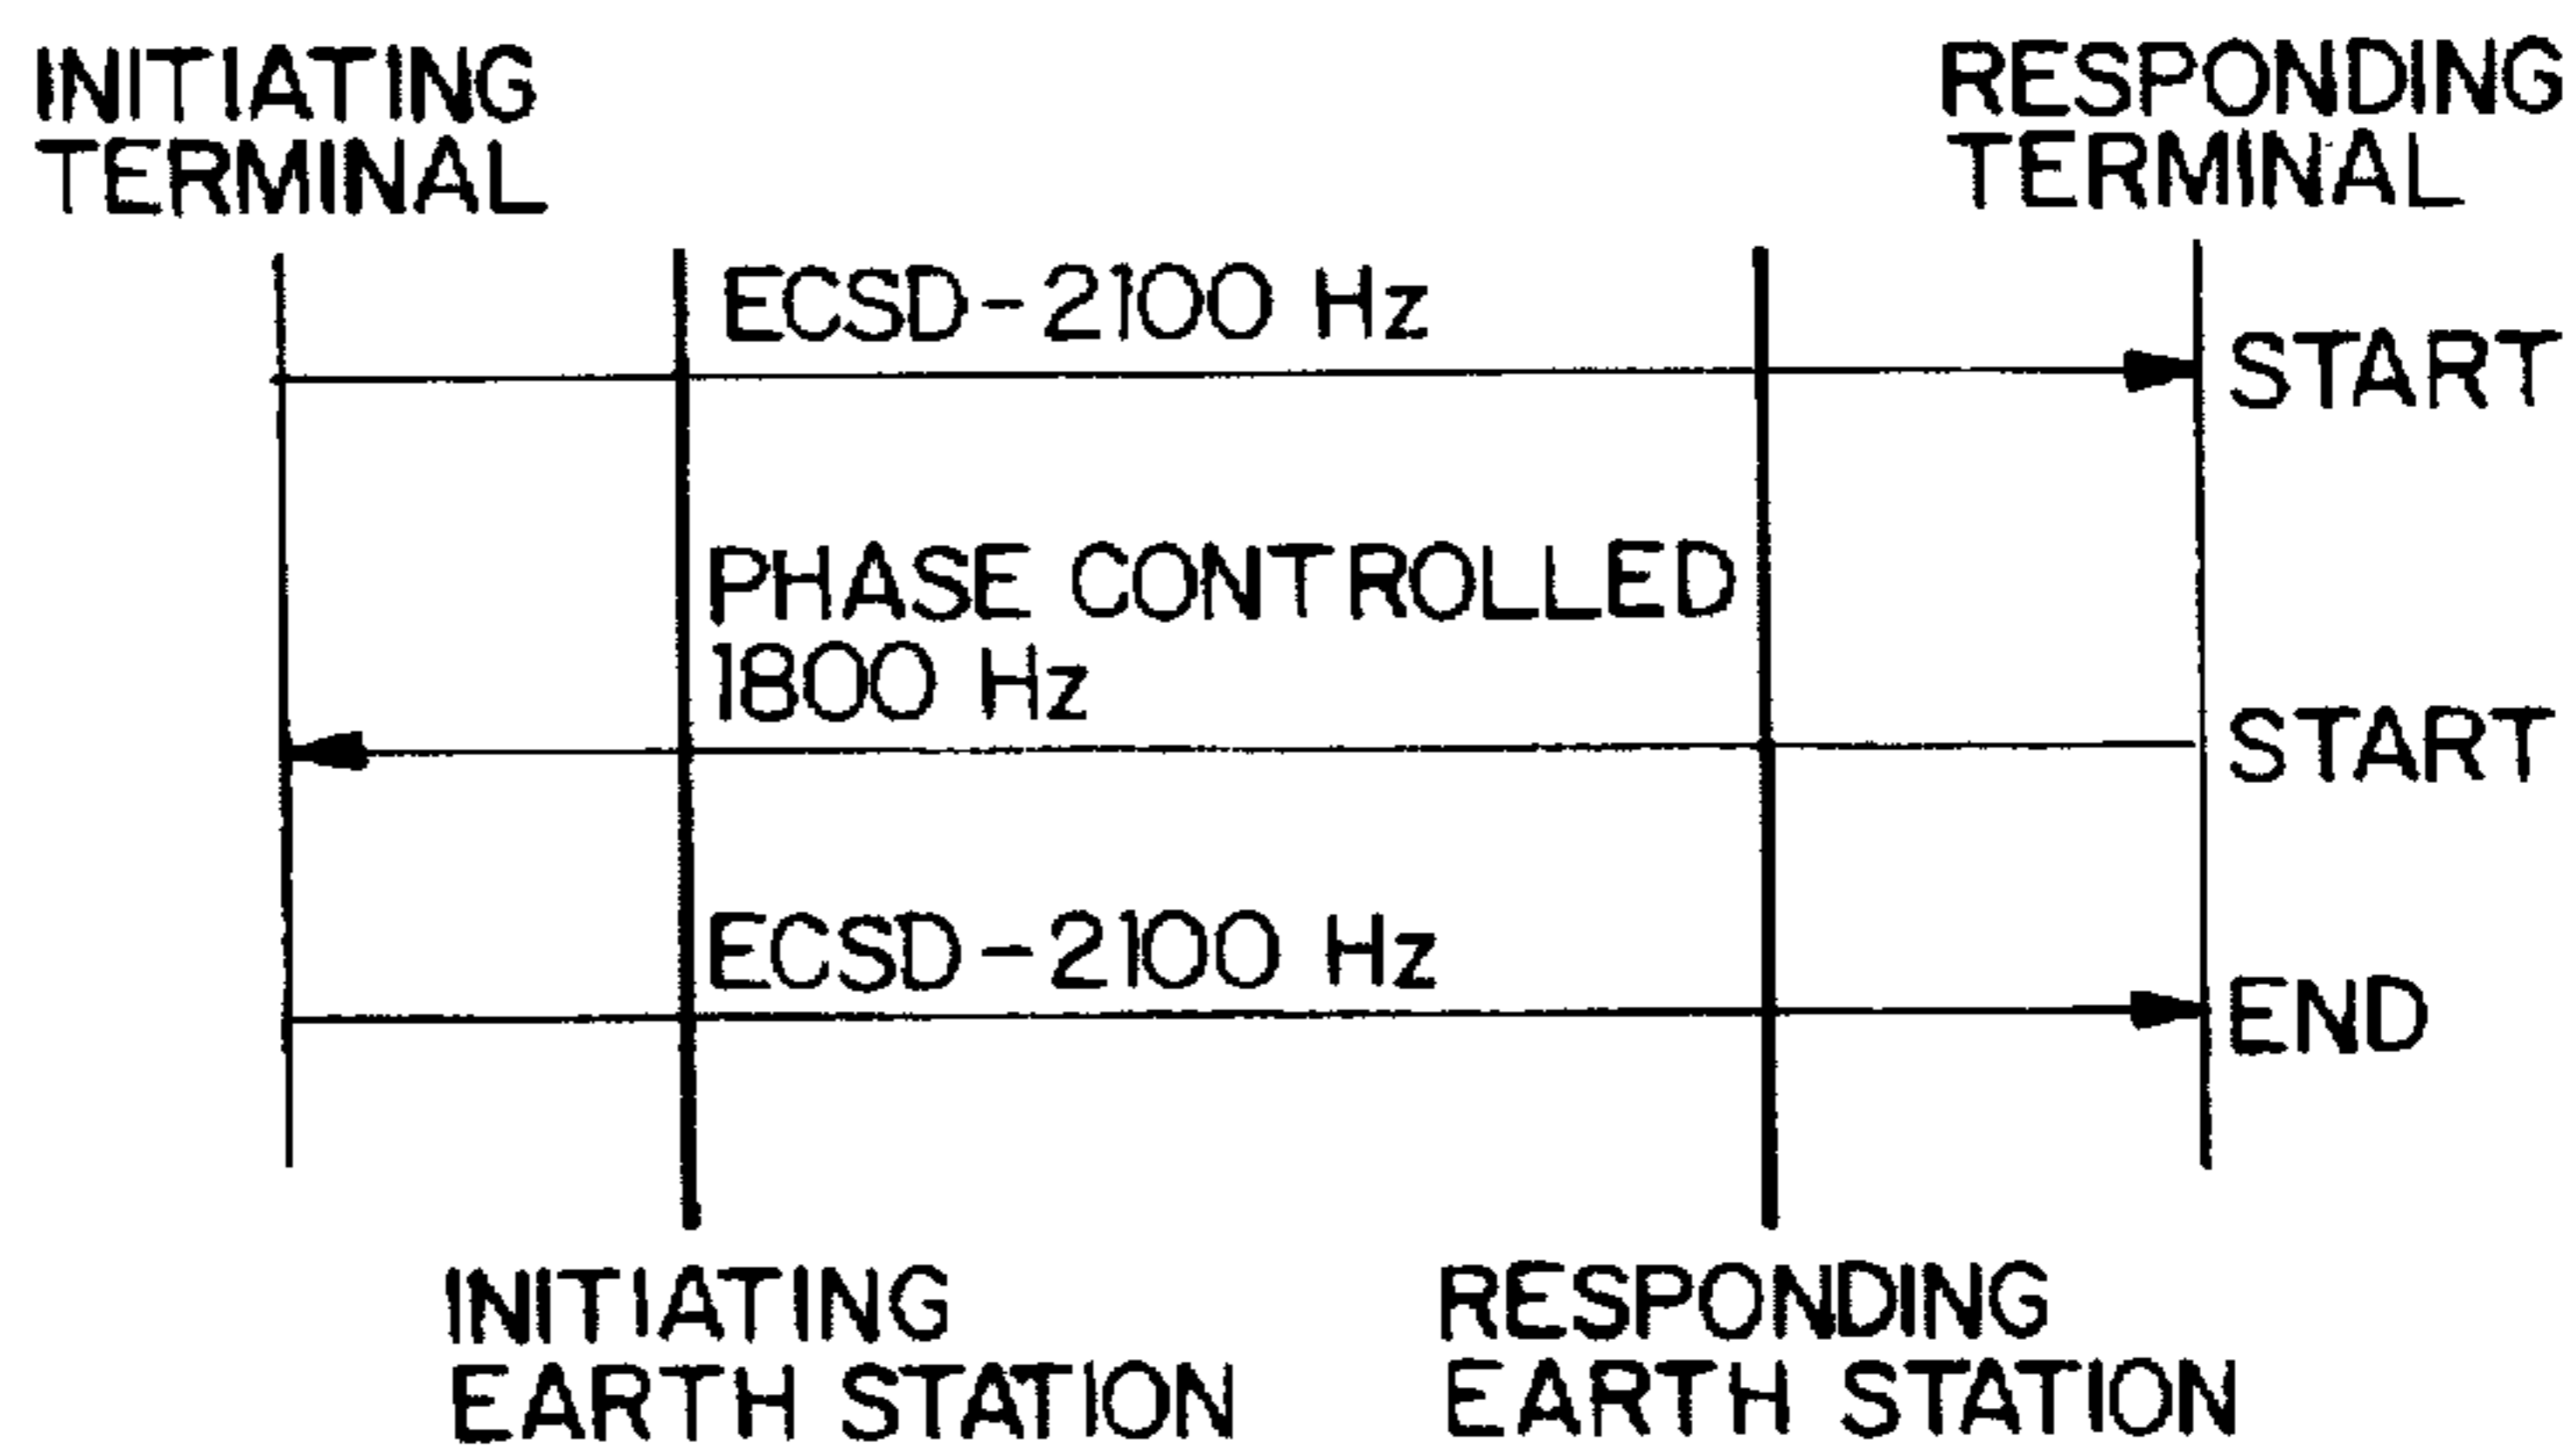 INITIATING
TERMINAL
RESPONDING
TERMINAL
ECSD-2100 Hz
START
PHASE CONTROLLED
1800 Hz
START
ECSD-2100 Hz
END
INITIATING
EARTH STATION
RESPONDING
EARTH STATION